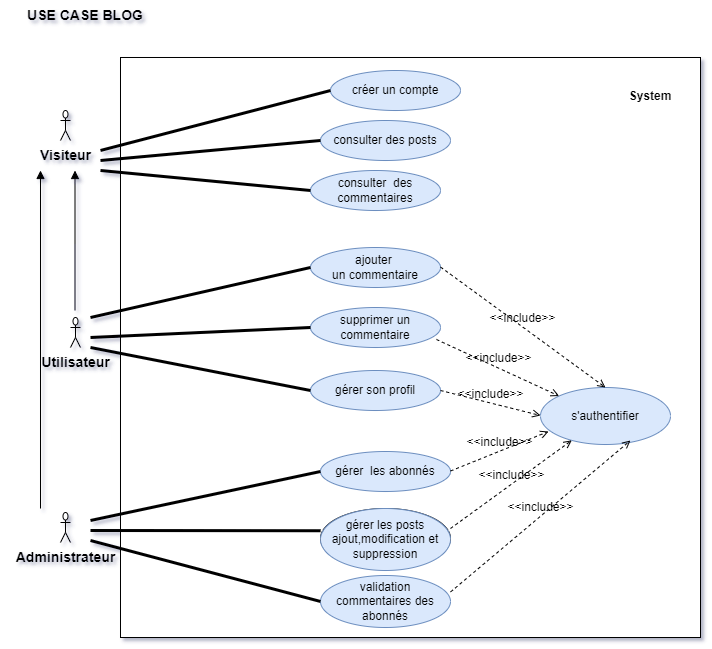 USE CASE BLOG
System
créer un compte
Visiteur
consulter des posts
consulter  des
commentaires
ajouter
un commentaire
<<include>>
supprimer un
commentaire
<<include>>
Utilisateur
gérer son profil
<<include>>
s'authentifier
gérer  les abonnés
<<include>>
<<include>>
gérer les posts
ajout,modification et
suppression
<<include>>
Administrateur
validation
commentaires des
abonnés